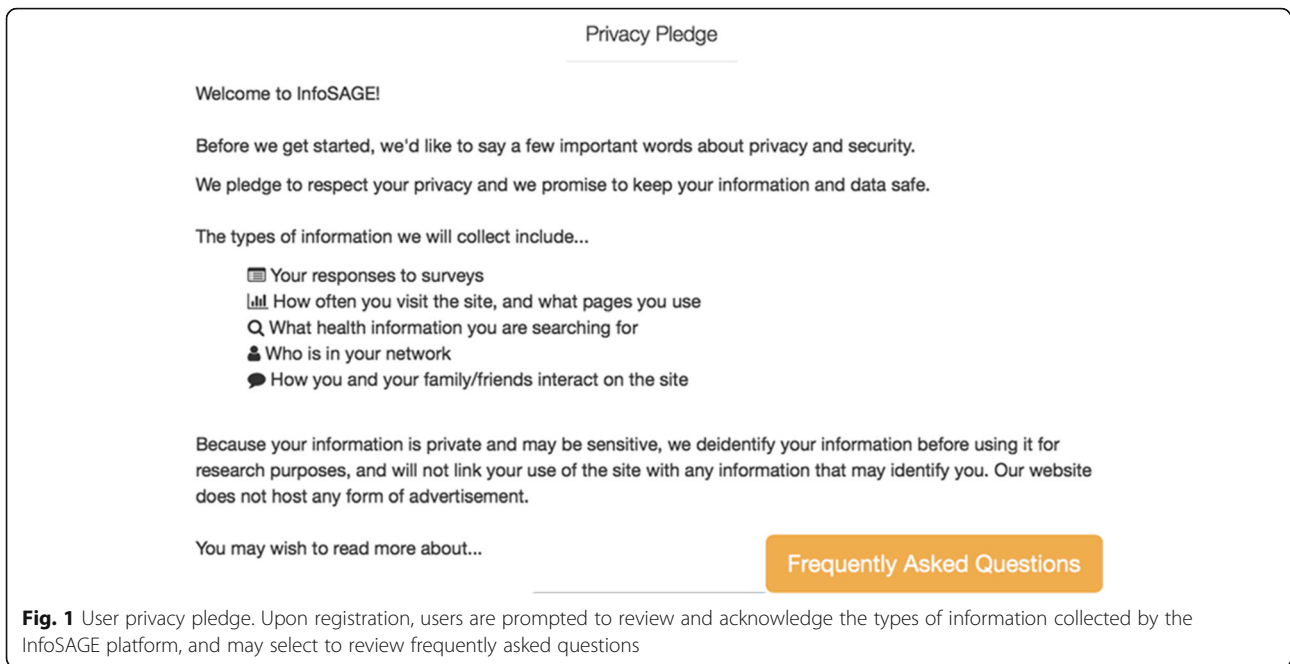 Privacy Pledge
Welcome to InfoSAGE!
Before we get started, we'd like to say a few important words about privacy and security.
We pledge to respect your privacy and we promise to keep your information and data safe.
The types of information we will collect include...
Your responses to surveys
How often you visit the site, and what pages you use
What health information you are searching for
Who is in your network
How you and your family/friends interact on the site
Because your information is private and may be sensitive, we deidentify your information before using it for
research purposes, and will not link your use of the site with any information that may identify you. Our website
does not host any form of advertisement.
You may wish to read more about...
Frequently Asked Questions
Fig. 1 User privacy pledge. Upon registration, users are prompted to review and acknowledge the types of information collected by the
InfoSAGE platform, and may select to review frequently asked questions